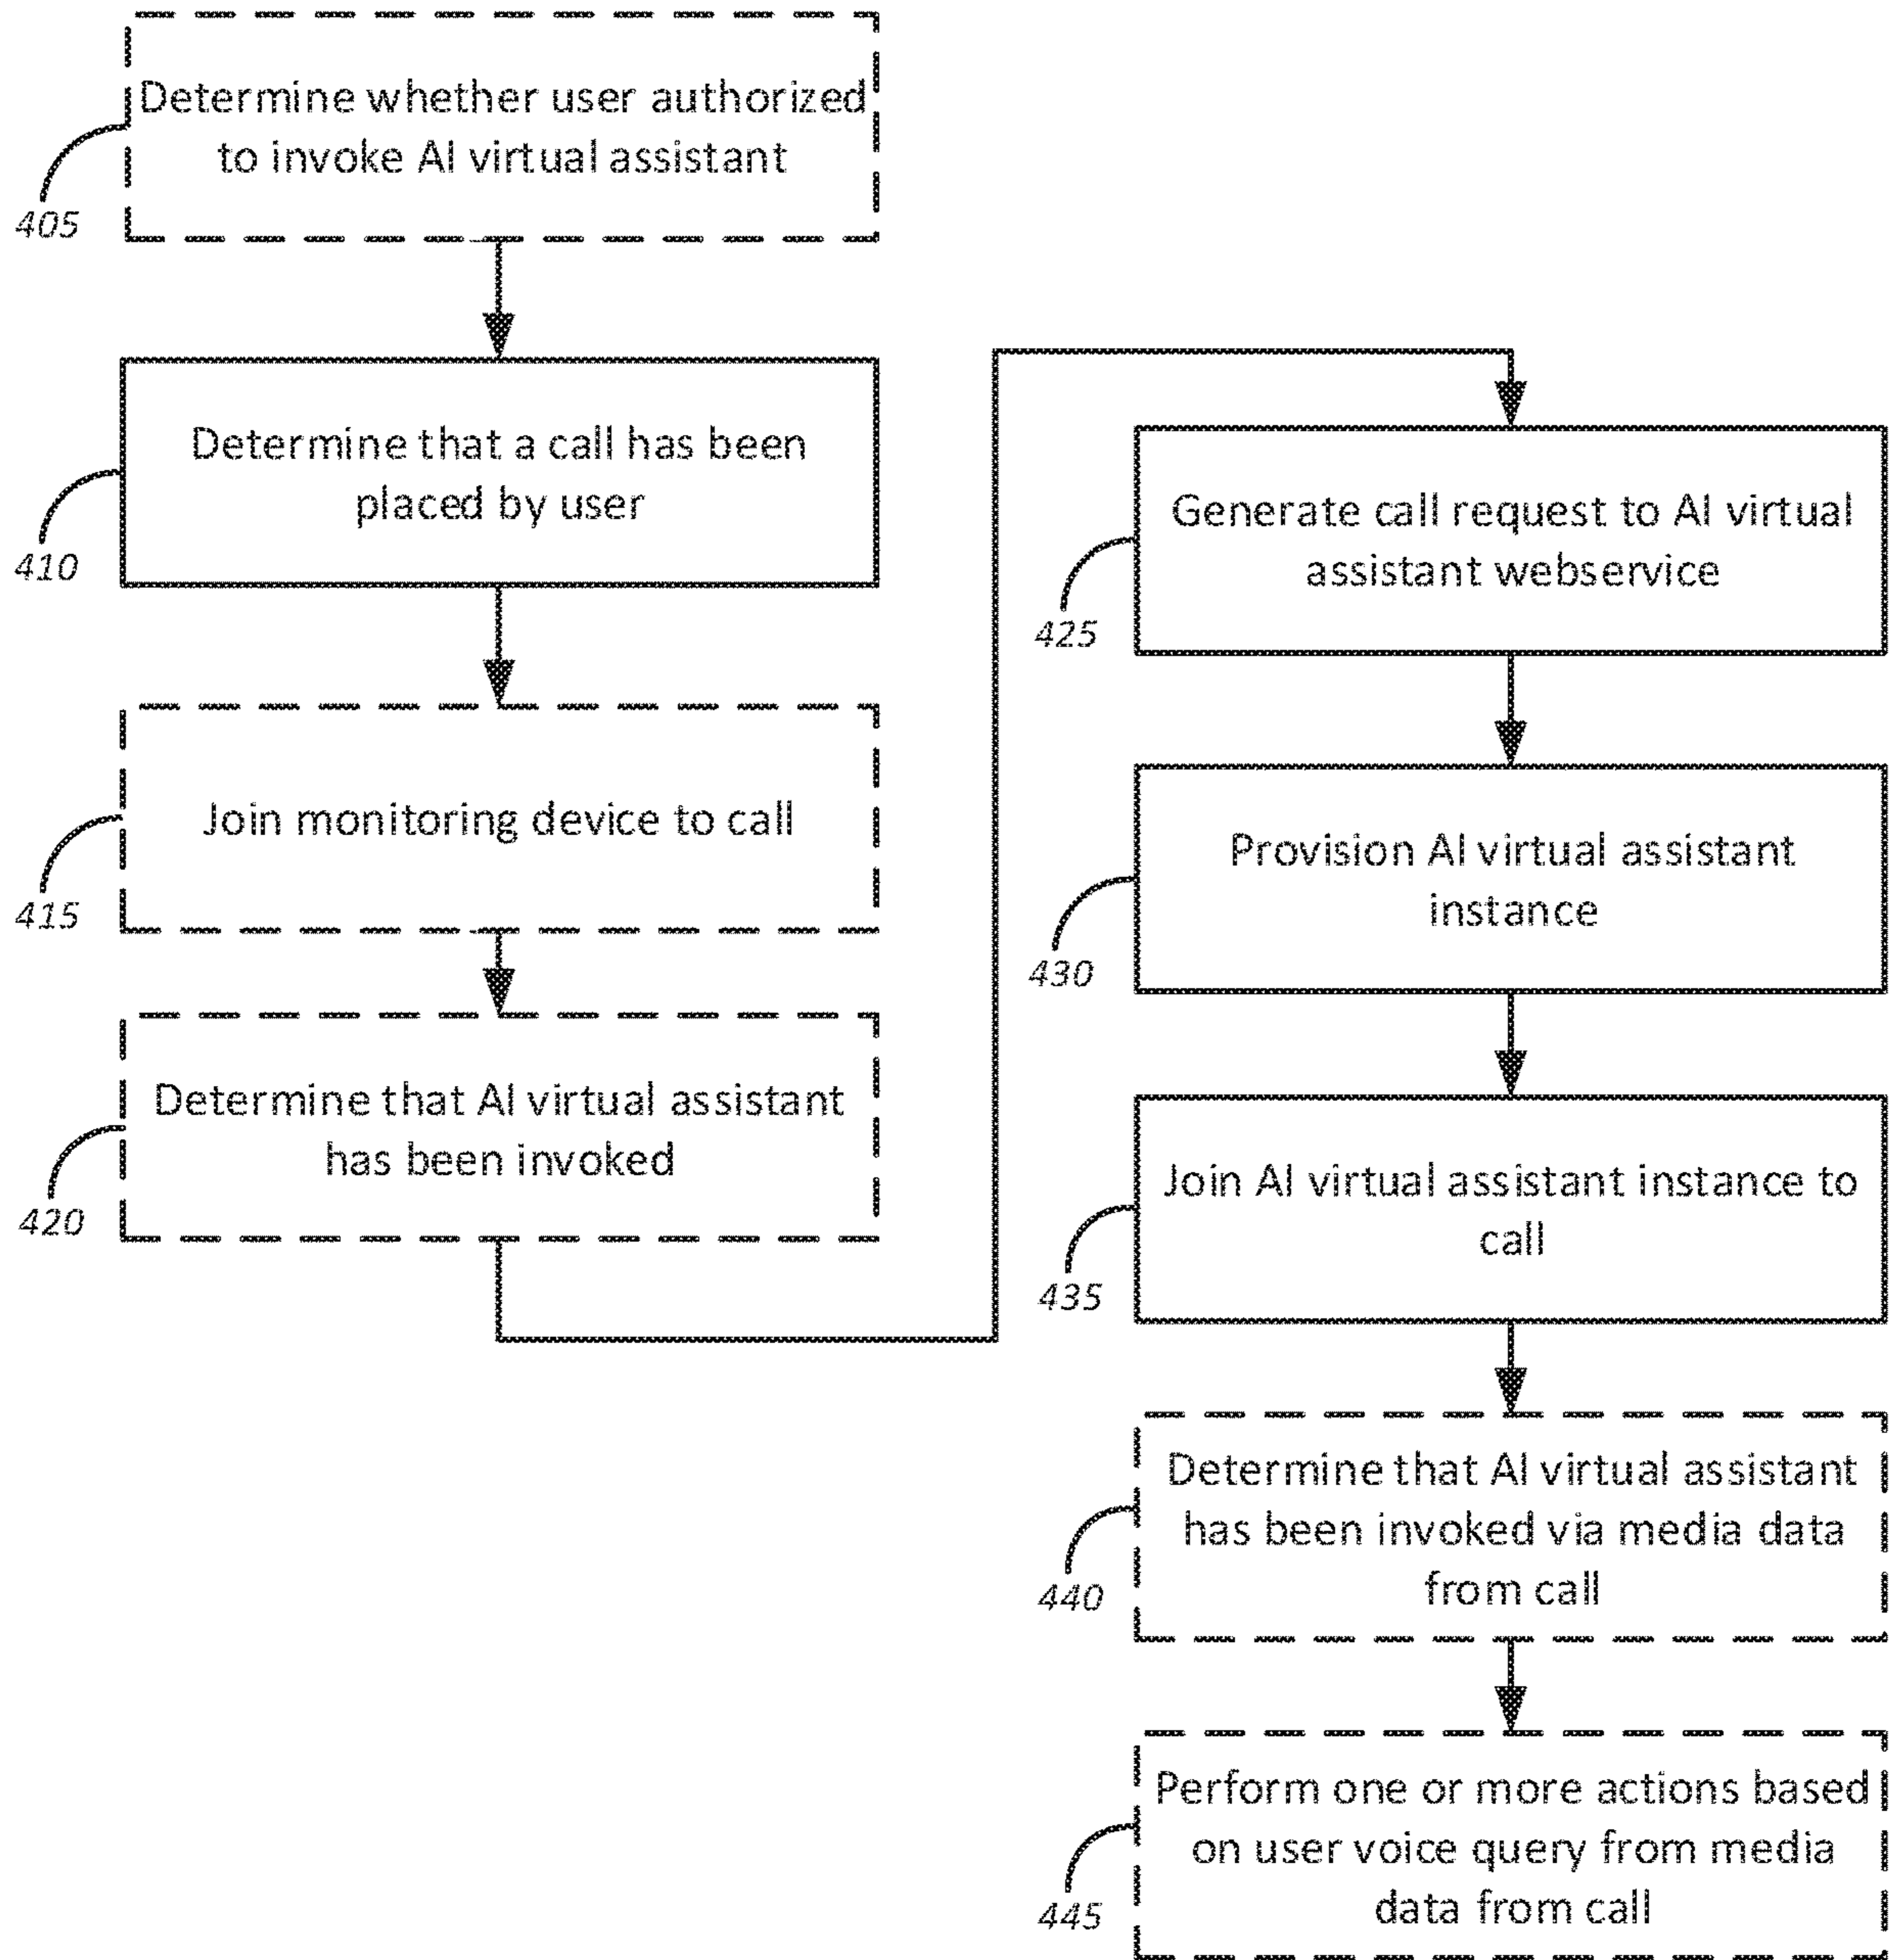 Determine whether user authorized
to invoke AI virtual assistant
405
Determine that a call has been
placed by user
410
Join monitoring device to call
415
Determine that AI virtual assistant
has been invoked
420
Generate call request to AI virtual
assistant webservice
425
Provision AI virtual assistant
instance
430
Join AI virtual assistant instance to
call
435
Determine that AI virtual assistant
has been invoked via media data
from call
440
Perform one or more actions based
on user voice query from media
data from call
445